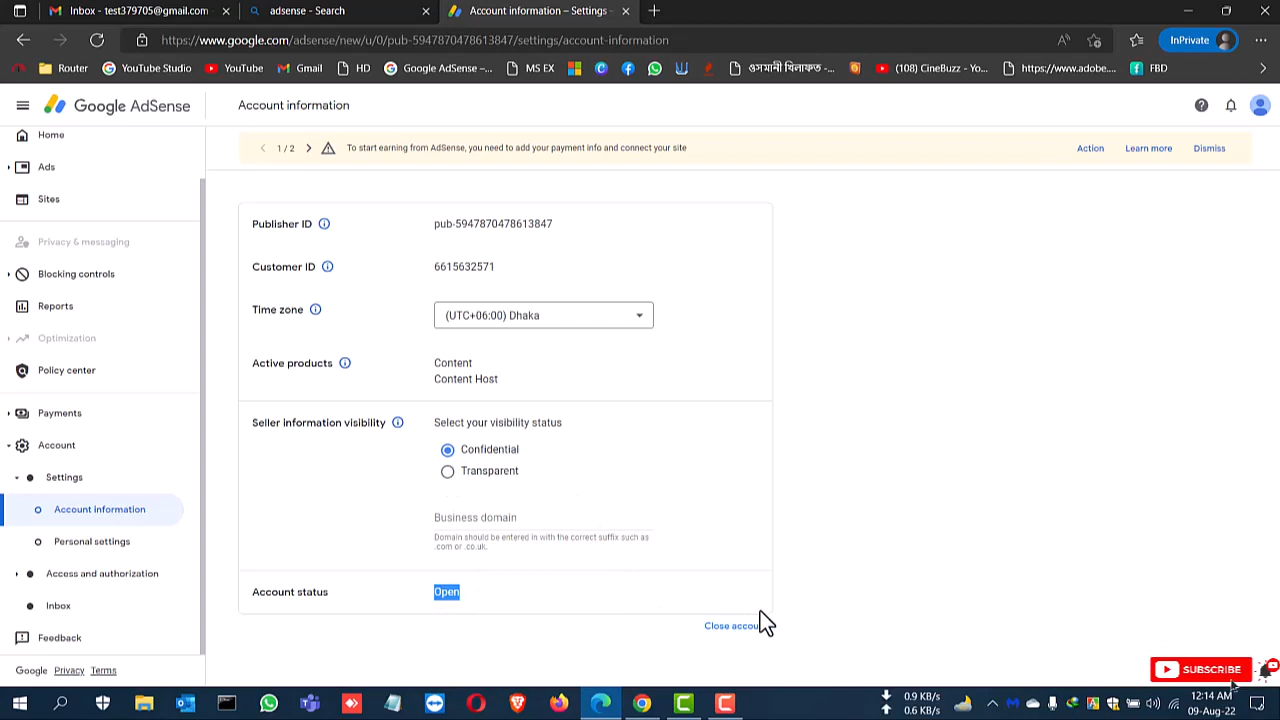 Inbox - test379705@gmail.com
adsense - Search
Account information – Settings -
https://www.google.com/adsense/new/u/0/pub-5947870478613847/settings/account-information
InPrivate
Router
YouTube Studio
YouTube
Gmail
HD
Google AdSense –...
MS EX
ওসমানী খিলাফত-...
(108) CineBuzz - Yo...
https://www.adobe....
FBD
Google AdSense
Account information
Home
Ads
Sites
Privacy & messaging
Blocking controls
Reports
Optimization
Policy center
Payments
Account
Settings
Account information
Personal settings
Access and authorization
Inbox
Feedback
Google Privacy Terms
1 / 2
To start earning from AdSense, you need to add your payment info and connect your site
Action Learn more Dismiss
Publisher ID pub-5947870478613847
Customer ID 6615632571
Time zone (UTC+06:00) Dhaka
Active products Content
Content Host
Seller information visibility Select your visibility status
Confidential
Transparent
Business domain
Domain should be entered in with the correct suffix such as
.com or .co.uk.
Account status Open
Close accou
SUBSCRIBE
0.9 KB/s
0.6 KB/s
12:14 AM
09-Aug-22